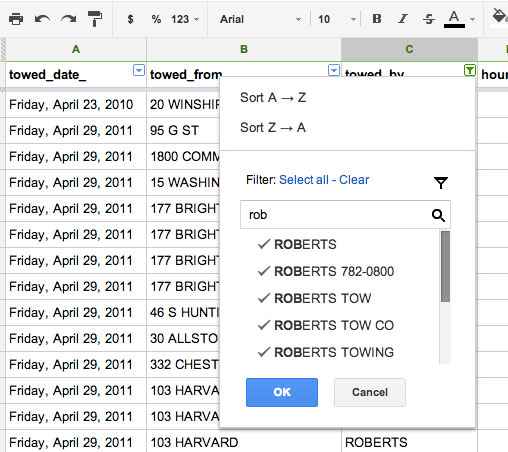 $ % 123 Arial 10 B I S A
A B C
towed_date_ towed_from towed_by hour
Friday, April 23, 2010 20 WINSHIP
Sort A → Z
Friday, April 29, 2011 95 G ST
Sort Z → A
Friday, April 29, 2011 1800 COMM
Friday, April 29, 2011 15 WASHIN
Filter: Select all - Clear
Friday, April 29, 2011 177 BRIGHT
rob
Friday, April 29, 2011 177 BRIGHT
ROBERTS
Friday, April 29, 2011 177 BRIGHT
ROBERTS 782-0800
Friday, April 29, 2011 177 BRIGHT
ROBERTS TOW
Friday, April 29, 2011 46 S HUNTI
ROBERTS TOW CO
Friday, April 29, 2011 30 ALLSTO
ROBERTS TOWING
Friday, April 29, 2011 332 CHEST
Friday, April 29, 2011 103 HARVA
OK Cancel
Friday, April 29, 2011 103 HARVA
Friday, April 29, 2011 103 HARVARD ROBERTS